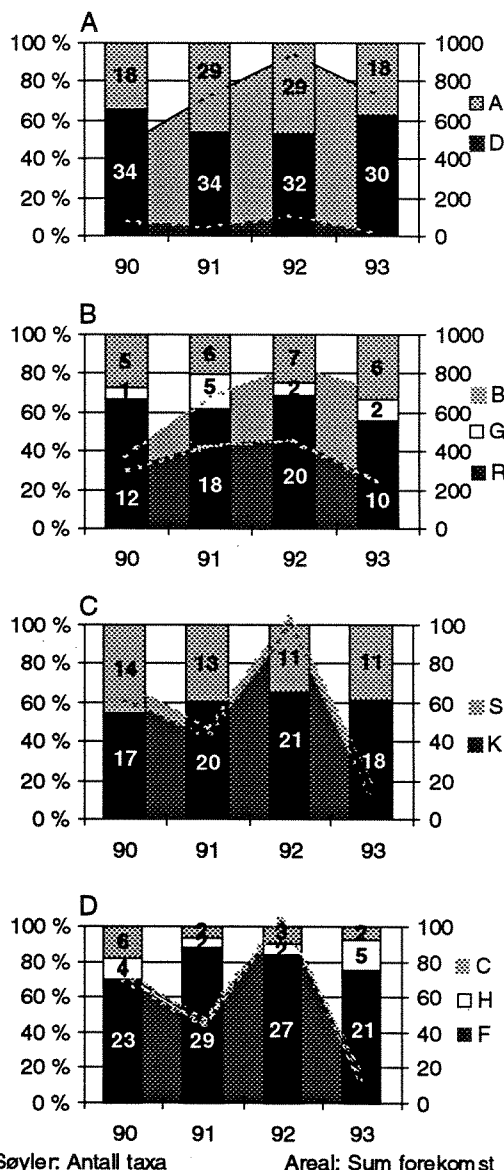 A
100 % 1000
80 % 800
60 % 600
40 % 400
20 % 200
0 % 0
18 29 29 18
34 34 32 30
A
D
90 91 92 93
B
100 % 1000
80 % 800
60 % 600
40 % 400
20 % 200
0 % 0
5 6 7 6
1 5 2 2
12 18 20 10
B
G
R
90 91 92 93
C
100 % 100
80 % 80
60 % 60
40 % 40
20 % 20
0 % 0
14 13 11 11
17 20 21 18
S
K
90 91 92 93
D
100 % 100
80 % 80
60 % 60
40 % 40
20 % 20
0 % 0
6 2 3 2
4 2 2 5
23 29 27 21
C
H
F
90 91 92 93
Søyler: Antall taxa Areal: Sum forekomst